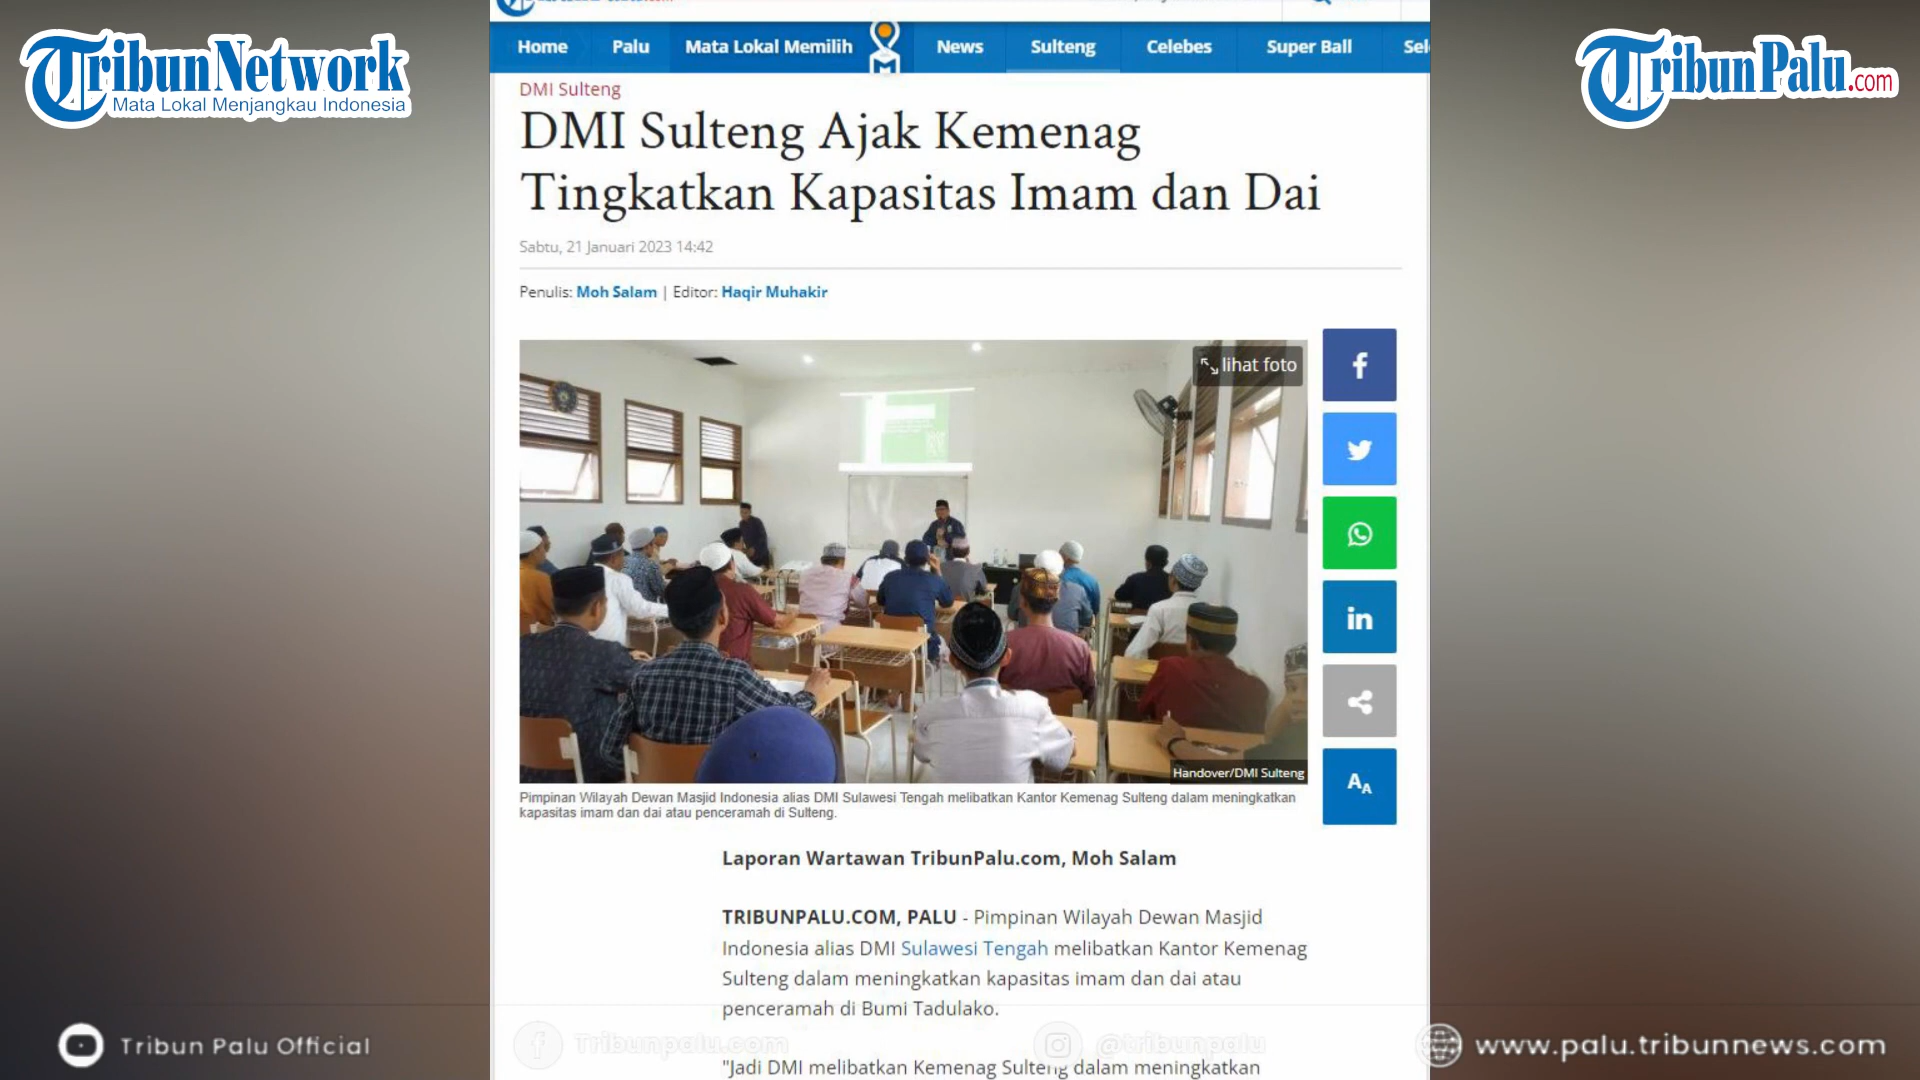 Tribun Network
Mata Lokal Menjangkau Indonesia
TribunPalu.com
Home Palu Mata Lokal Memilih News Sulteng Celebes Super Ball Sel
DMI Sulteng
DMI Sulteng Ajak Kemenag
Tingkatkan Kapasitas Imam dan Dai
Sabtu, 21 Januari 2023 14:42
Penulis: Moh Salam | Editor: Haqir Muhakir
lihat foto
Handover/DMI Sulteng
Pimpinan Wilayah Dewan Masjid Indonesia alias DMI Sulawesi Tengah melibatkan Kantor Kemenag Sulteng dalam meningkatkan
kapasitas imam dan dai atau penceramah di Sulteng.
Laporan Wartawan TribunPalu.com, Moh Salam
TRIBUNPALU.COM, PALU - Pimpinan Wilayah Dewan Masjid
Indonesia alias DMI Sulawesi Tengah melibatkan Kantor Kemenag
Sulteng dalam meningkatkan kapasitas imam dan dai atau
penceramah di Bumi Tadulako.
"Jadi DMI melibatkan Kemenag Sulteng dalam meningkatkan
Tribun Palu Official
Tribunpalu.com
@tribunpalu
www.palu.tribunnews.com